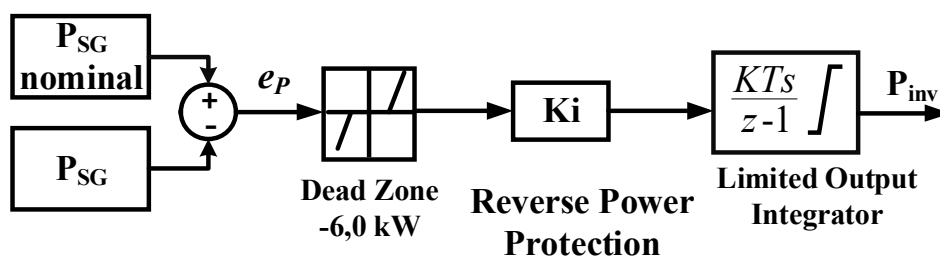 P_SG
nominal
P_SG
+
-
e_P
Dead Zone
-6,0 kW
Ki
Reverse Power
Protection
KTs
z-1
Limited Output
Integrator
P_inv